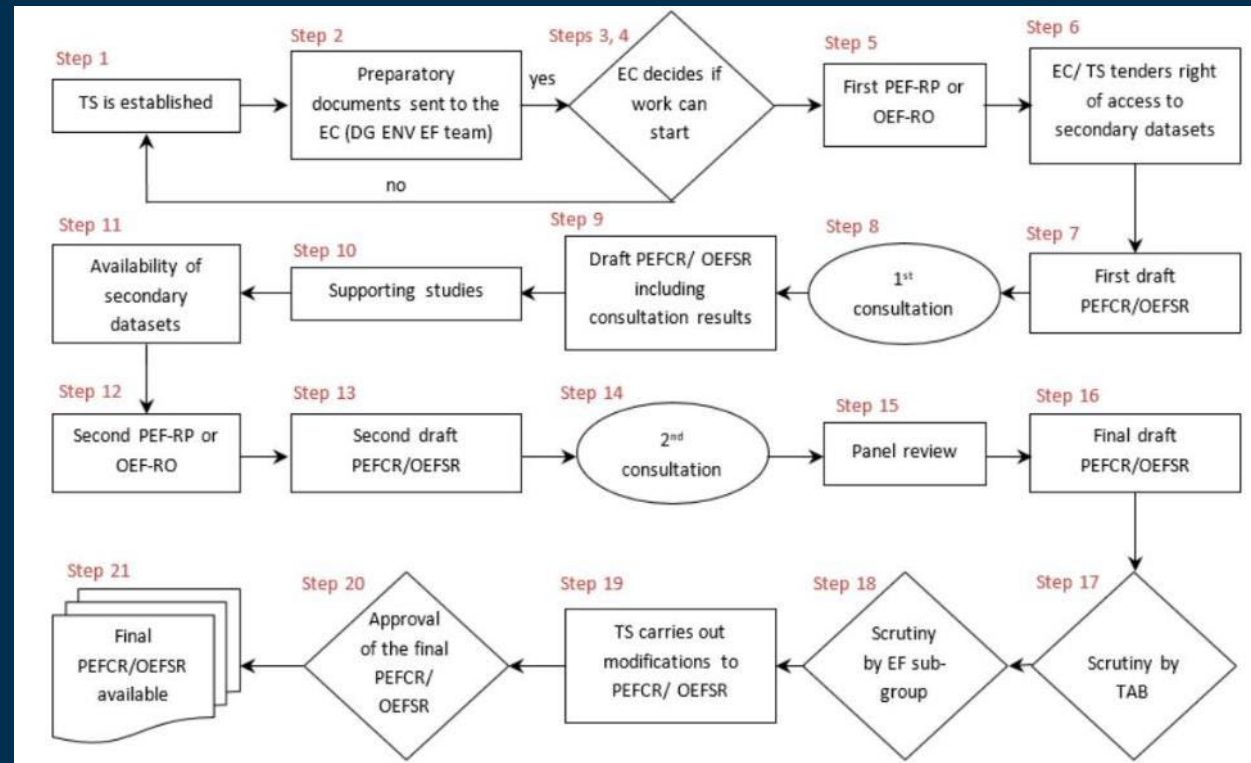 Step 1
TS is established
Step 2
Preparatory
documents sent to the
EC (DG ENV EF team)
yes
no
Steps 3, 4
EC decides if
work can
start
Step 5
First PEF-RP or
OEF-RO
Step 6
EC/ TS tenders right
of access to
secondary datasets
Step 7
First draft
PEFCR/OEFSR
Step 8
1st
consultation
Step 9
Draft PEFCR/ OEFSR
including
consultation results
Step 10
Supporting studies
Step 11
Availability of
secondary
datasets
Step 12
Second PEF-RP or
OEF-RO
Step 13
Second draft
PEFCR/OEFSR
Step 14
2nd
consultation
Step 15
Panel review
Step 16
Final draft
PEFCR/OEFSR
Step 17
Scrutiny by
TAB
Step 18
Scrutiny
by EF sub-
group
Step 19
TS carries out
modifications to
PEFCR/ OEFSR
Step 20
Approval
of the final
PEFCR/
OEFSR
Step 21
Final
PEFCR/OEFSR
available